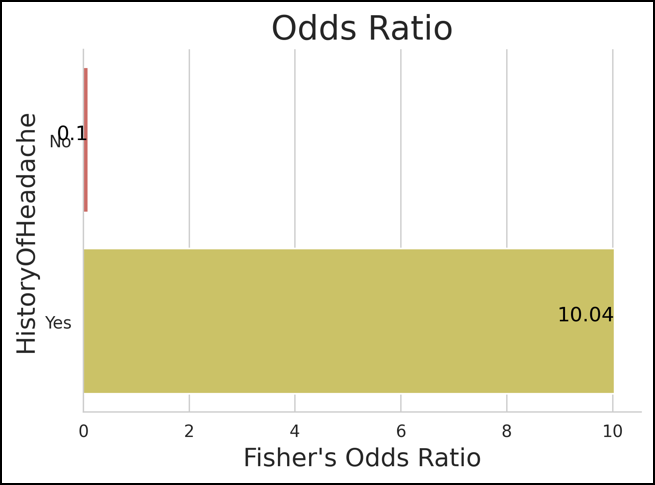 Odds Ratio
HistoryOfHeadache
No
0.1
Yes
10.04
0 2 4 6 8 10
Fisher's Odds Ratio